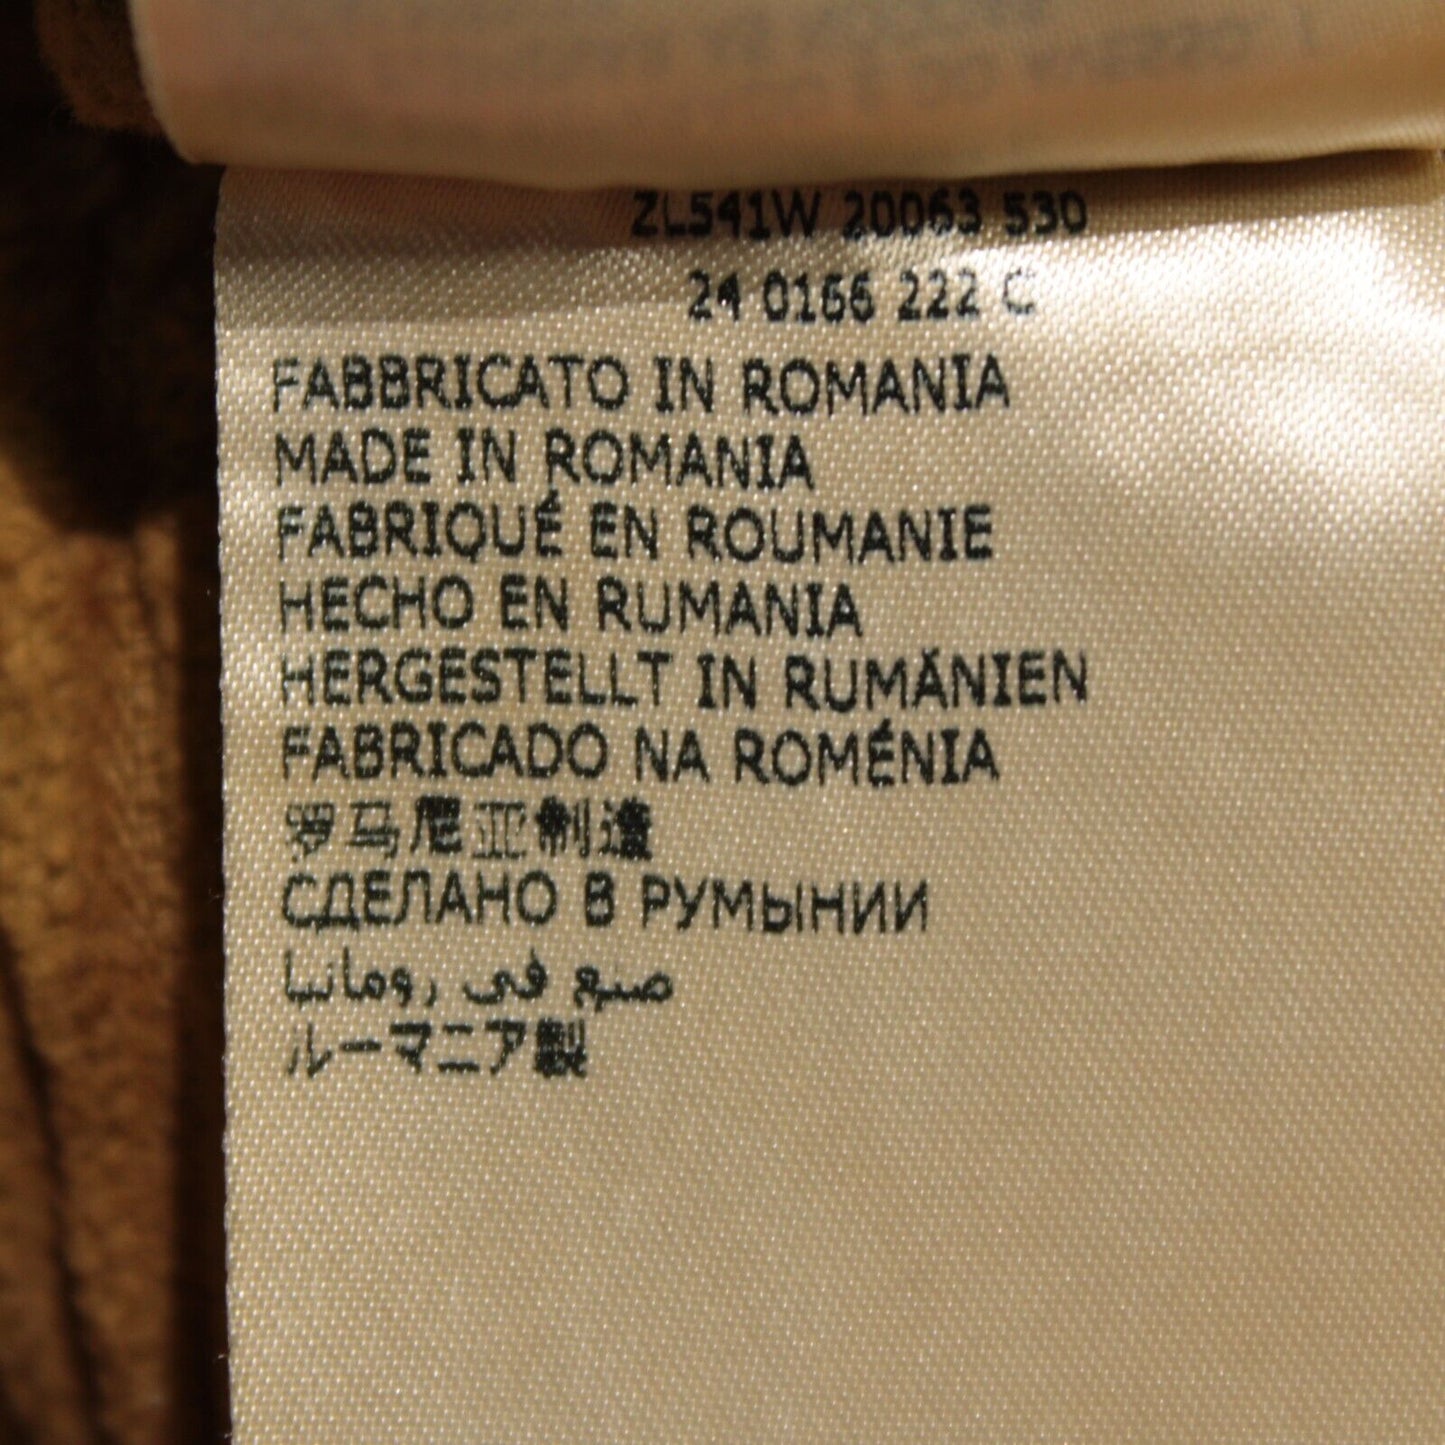 ZL541W 20063 530
24 0166 222 C
FABBRICATO IN ROMANIA
MADE IN ROMANIA
FABRIQUÉ EN ROUMANIE
HECHO EN RUMANIA
HERGESTELLT IN RUMÄNIEN
FABRICADO NA ROMÉNIA
罗马尼亚制造
СДЕЛАНО В РУМЫНИИ
صنع في رومانيا
ルーマニア製